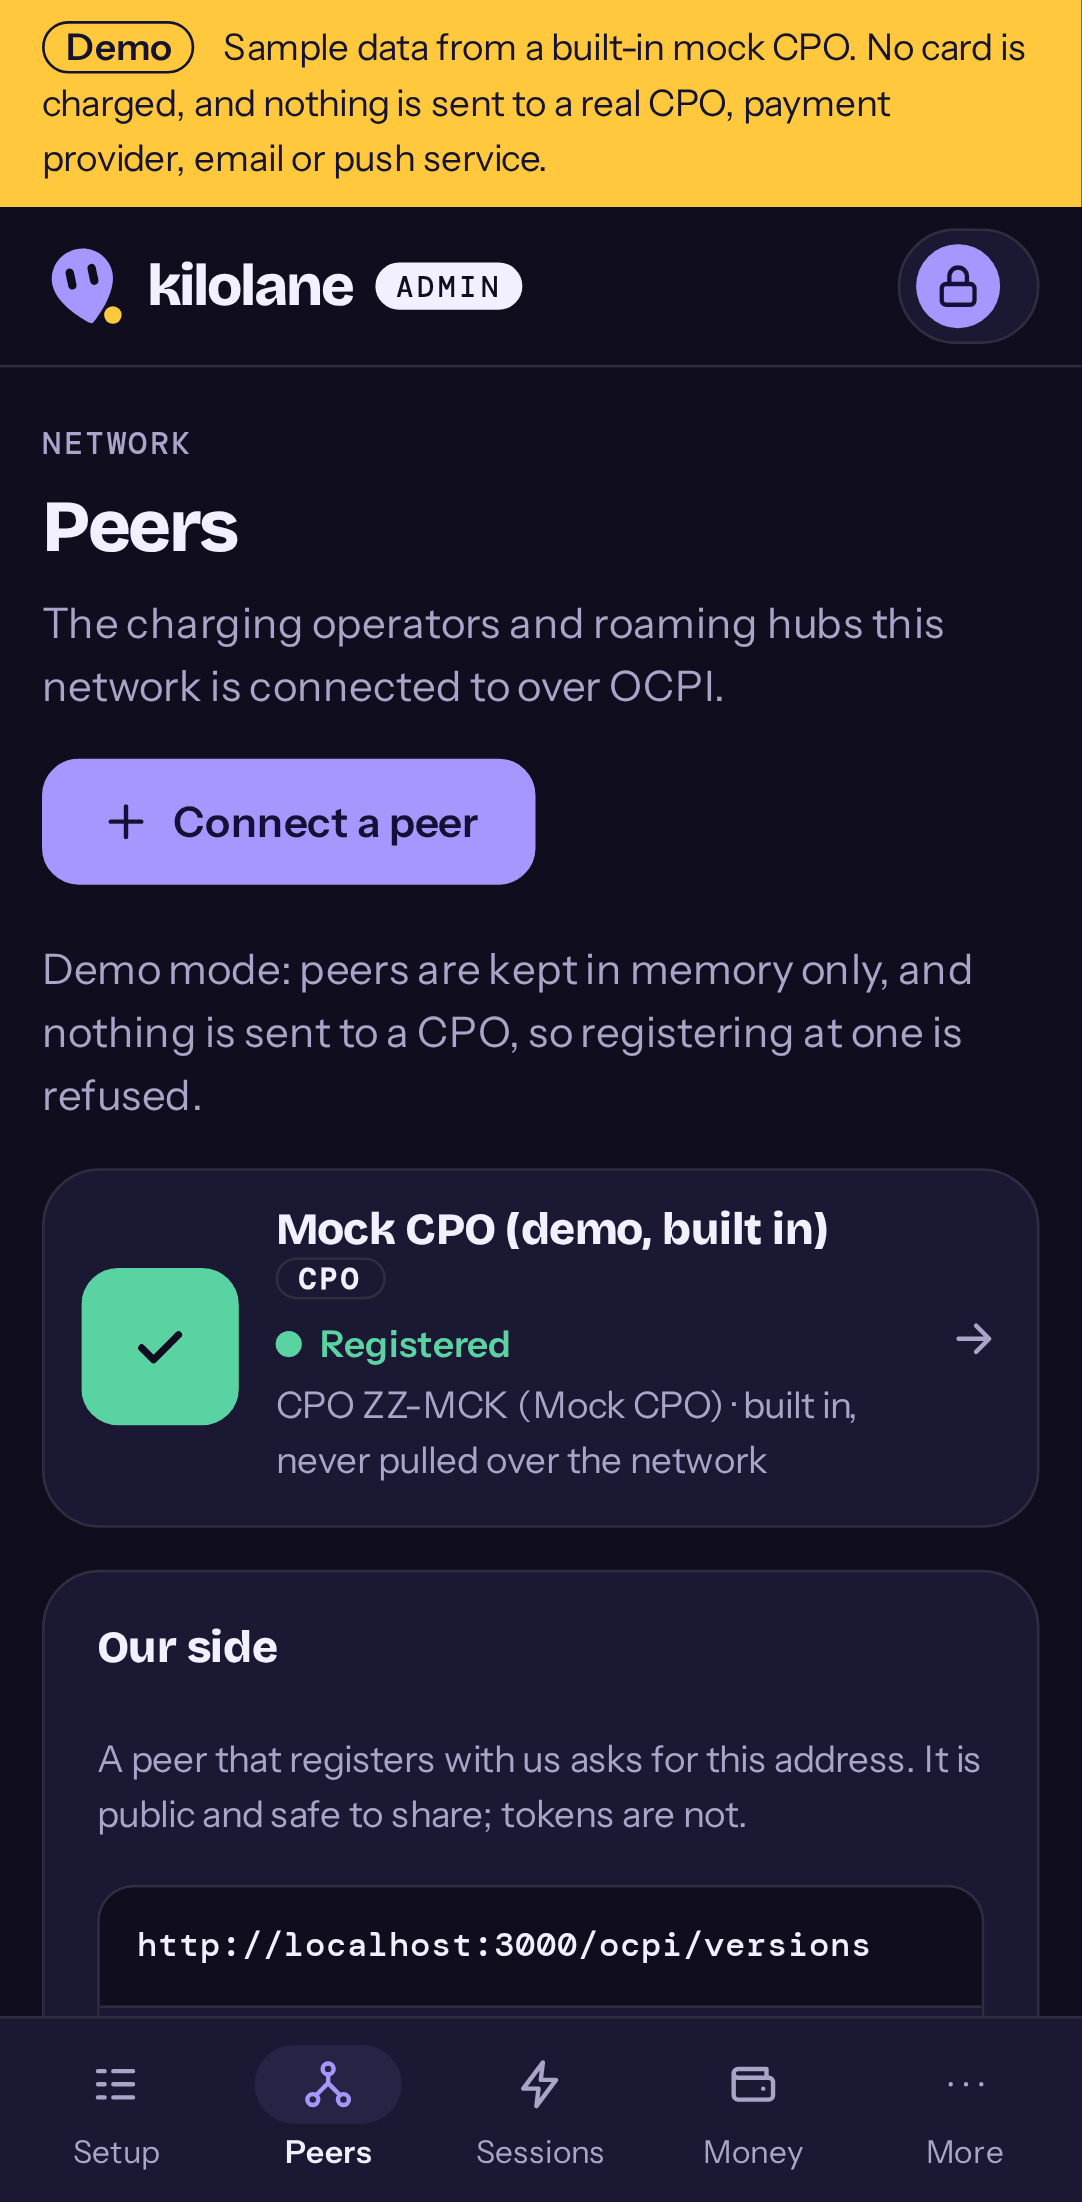 Demo Sample data from a built-in mock CPO. No card is
charged, and nothing is sent to a real CPO, payment
provider, email or push service.
kilolane ADMIN
NETWORK
Peers
The charging operators and roaming hubs this
network is connected to over OCPI.
Connect a peer
Demo mode: peers are kept in memory only, and
nothing is sent to a CPO, so registering at one is
refused.
Mock CPO (demo, built in)
CPO
Registered
CPO ZZ-MCK (Mock CPO) · built in,
never pulled over the network
Our side
A peer that registers with us asks for this address. It is
public and safe to share; tokens are not.
http://localhost:3000/ocpi/versions
Setup Peers Sessions Money More